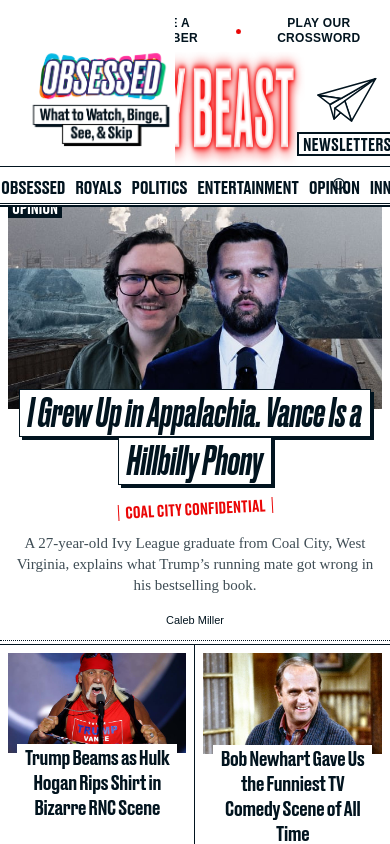 E A
BER
PLAY OUR
CROSSWORD
OBSESSED
What to Watch, Binge,
See, & Skip
Y BEAST
NEWSLETTERS
OBSESSED ROYALS POLITICS ENTERTAINMENT OPINION INN
OPINION
I Grew Up in Appalachia. Vance Is a
Hillbilly Phony
COAL CITY CONFIDENTIAL
A 27-year-old Ivy League graduate from Coal City, West
Virginia, explains what Trump’s running mate got wrong in
his bestselling book.
Caleb Miller
TRUMP
VANCE
Trump Beams as Hulk
Hogan Rips Shirt in
Bizarre RNC Scene
Bob Newhart Gave Us
the Funniest TV
Comedy Scene of All
Time